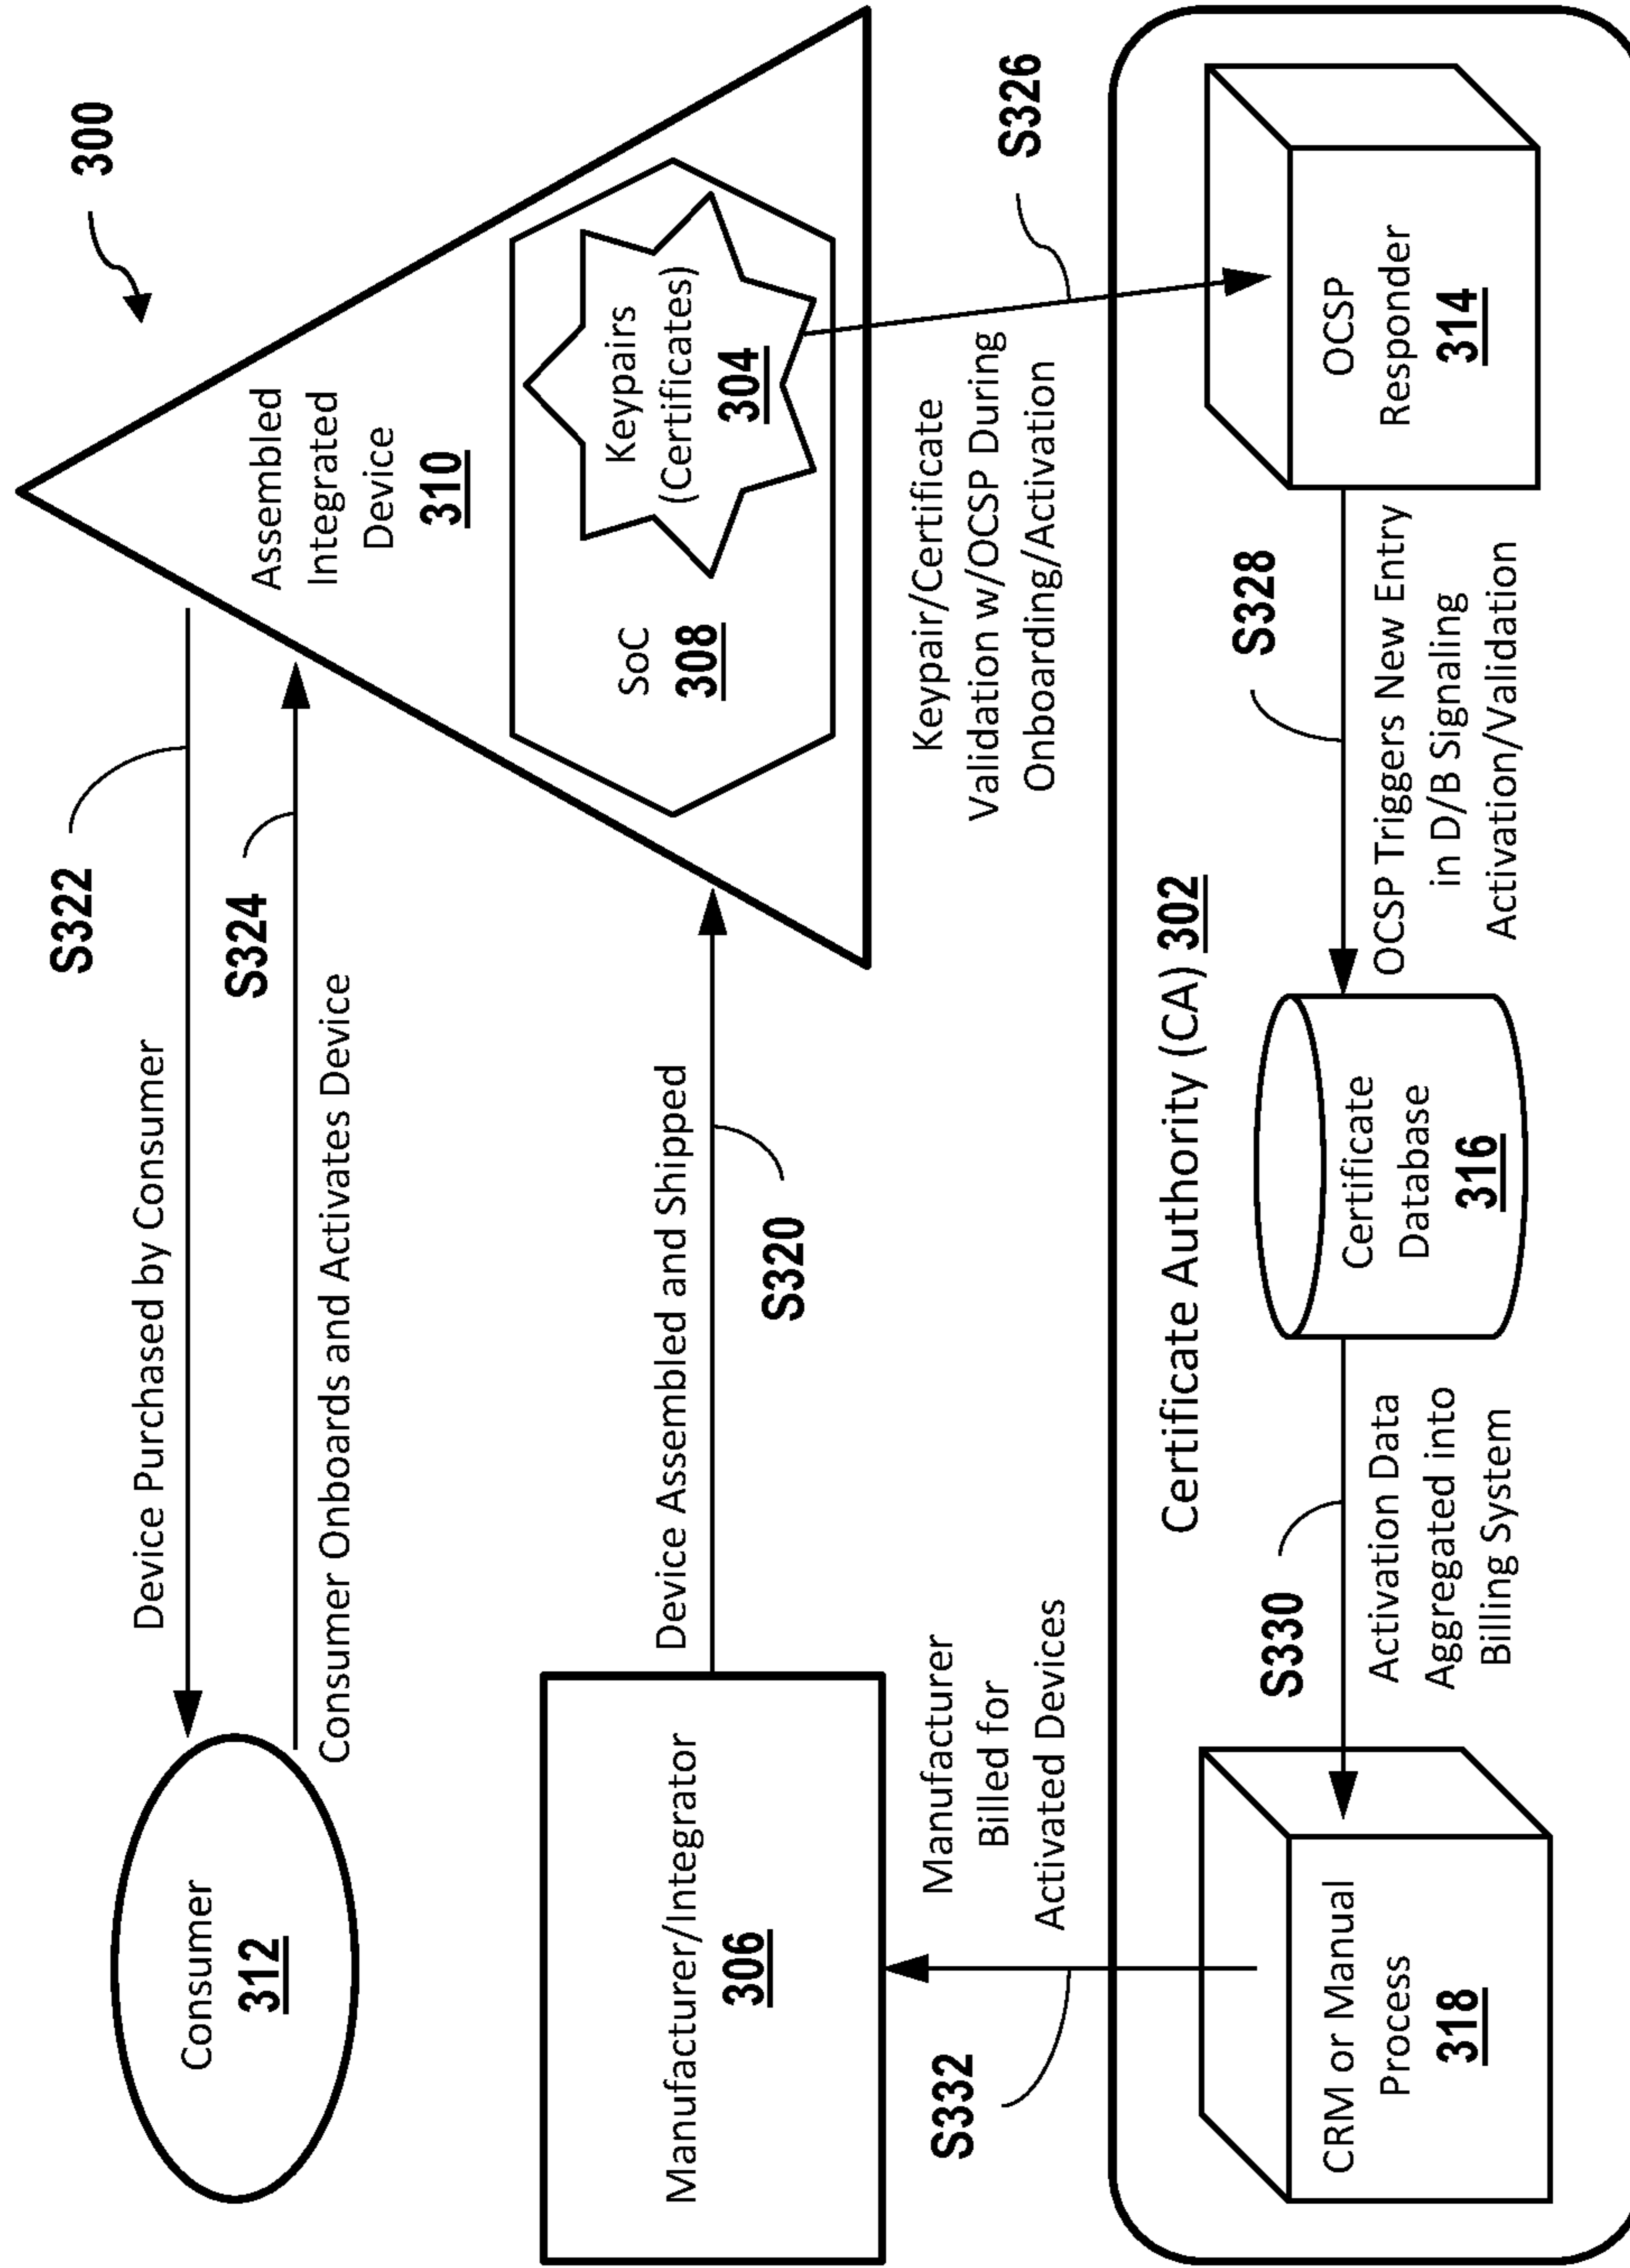 300
S322
Device Purchased by Consumer
S324
Consumer Onboards and Activates Device
Consumer
312
Assembled
Integrated
Device
310
Device Assembled and Shipped
S320
Manufacturer/Integrator
306
SoC
308
Keypairs
(Certificates)
304
S326
Keypair/Certificate
Validation w/OCSP During
Onboarding/Activation
Manufacturer
Billed for
Activated Devices
S332
Certificate Authority (CA) 302
CRM or Manual
Process
318
S330
Activation Data
Aggregated into
Billing System
Certificate
Database
316
S328
OCSP Triggers New Entry
in D/B Signaling
Activation/Validation
OCSP
Responder
314